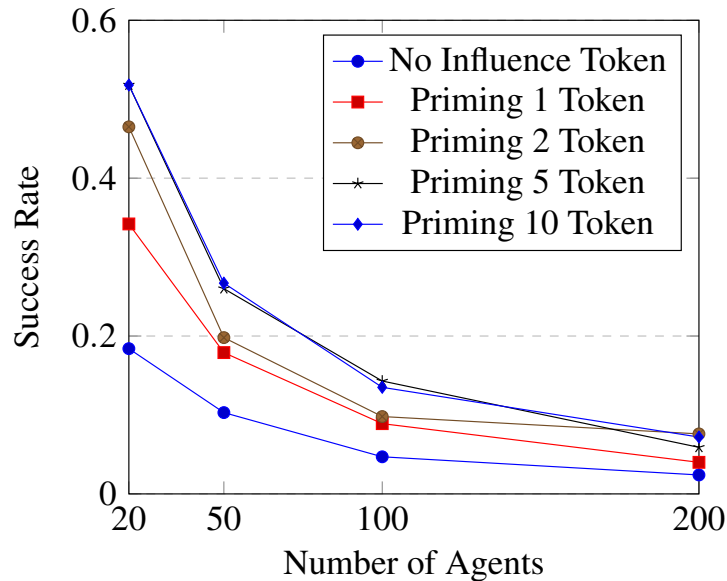 0.6
0.4
0.2
0
Success Rate
No Influence Token
Priming 1 Token
Priming 2 Token
Priming 5 Token
Priming 10 Token
20 50 100 200
Number of Agents